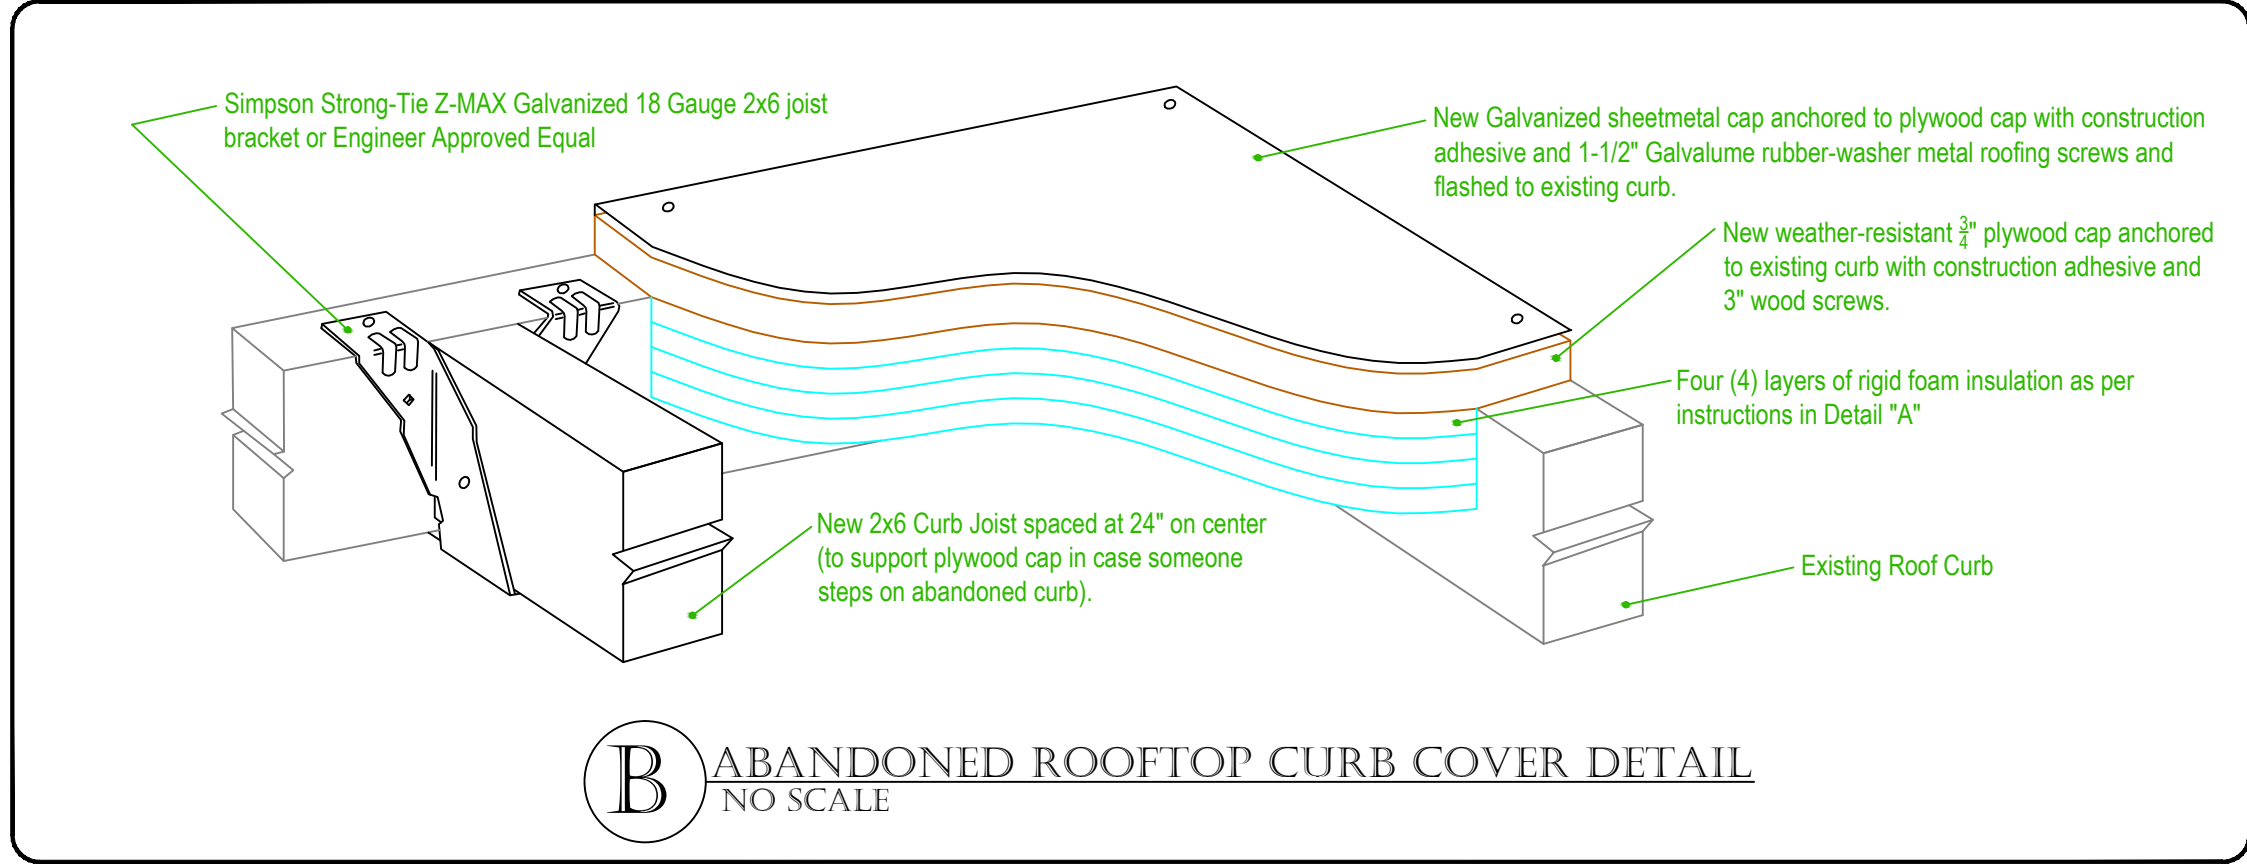 Simpson Strong-Tie Z-MAX Galvanized 18 Gauge 2x6 joist
bracket or Engineer Approved Equal
New Galvanized sheetmetal cap anchored to plywood cap with construction
adhesive and 1-1/2" Galvalume rubber-washer metal roofing screws and
flashed to existing curb.
New weather-resistant 3/4" plywood cap anchored
to existing curb with construction adhesive and
3" wood screws.
Four (4) layers of rigid foam insulation as per
instructions in Detail "A"
New 2x6 Curb Joist spaced at 24" on center
(to support plywood cap in case someone
steps on abandoned curb).
Existing Roof Curb
B
ABANDONED ROOFTOP CURB COVER DETAIL
NO SCALE